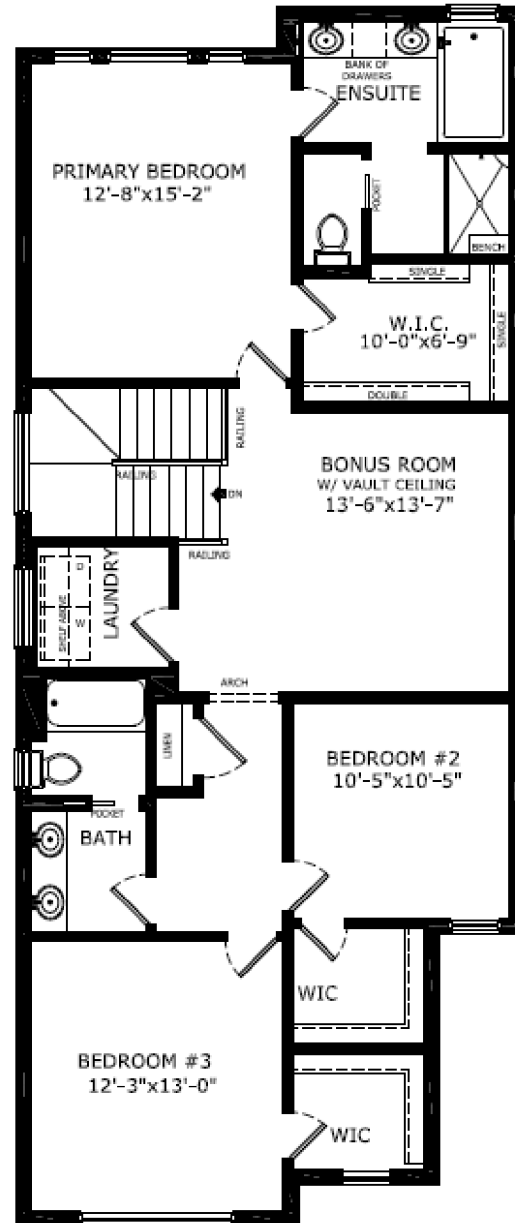 BANK OF
DRAWERS
ENSUITE
PRIMARY BEDROOM
12'-8"x15'-2"
POCKET
BENCH
SINGLE
W.I.C.
10'-0"x6'-9"
SINGLE
DOUBLE
RAILING
RAILING
BONUS ROOM
W/ VAULT CEILING
13'-6"x13'-7"
DN
RAILING
LAUNDRY
SHELF ABOVE
D
W
ARCH
LINEN
BEDROOM #2
10'-5"x10'-5"
POCKET
BATH
WIC
BEDROOM #3
12'-3"x13'-0"
WIC